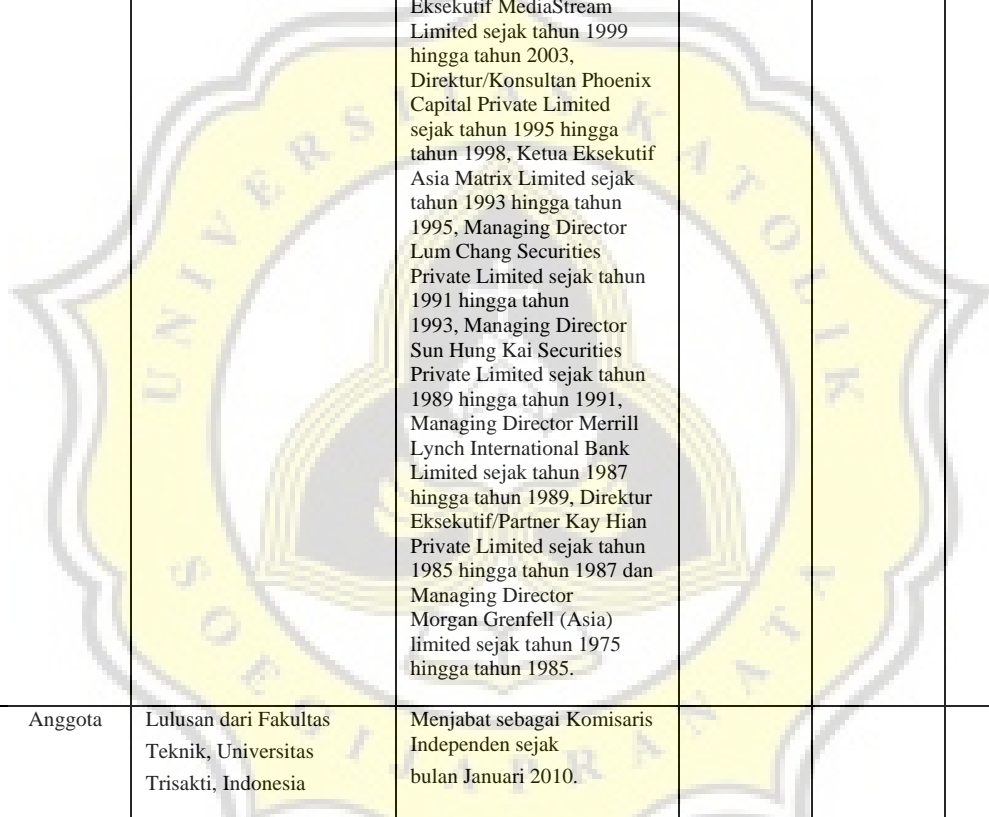 Eksekutif MediaStream
Limited sejak tahun 1999
hingga tahun 2003,
Direktur/Konsultan Phoenix
Capital Private Limited
sejak tahun 1995 hingga
tahun 1998, Ketua Eksekutif
Asia Matrix Limited sejak
tahun 1993 hingga tahun
1995, Managing Director
Lum Chang Securities
Private Limited sejak tahun
1991 hingga tahun
1993, Managing Director
Sun Hung Kai Securities
Private Limited sejak tahun
1989 hingga tahun 1991,
Managing Director Merrill
Lynch International Bank
Limited sejak tahun 1987
hingga tahun 1989, Direktur
Eksekutif/Partner Kay Hian
Private Limited sejak tahun
1985 hingga tahun 1987 dan
Managing Director
Morgan Grenfell (Asia)
limited sejak tahun 1975
hingga tahun 1985.
Anggota
Lulusan dari Fakultas
Teknik, Universitas
Trisakti, Indonesia
Menjabat sebagai Komisaris
Independen sejak
bulan Januari 2010.
UNIVERSITAS KATOLIK
SOEGIJAPRANATA